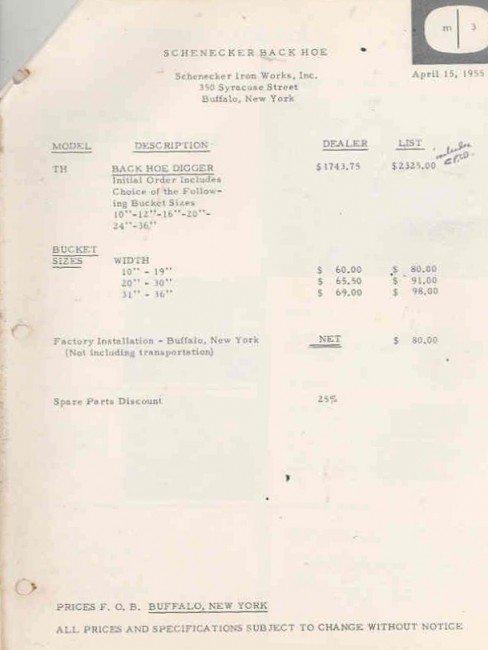 m | 3
SCHENECKER BACK HOE
Schenecker Iron Works, Inc.
350 Syracuse Street
Buffalo, New York
April 15, 1955
MODEL DESCRIPTION DEALER LIST
TH BACK HOE DIGGER $1743,75 $2325.00
Initial Order Includes
Choice of the Follow-
ing Bucket Sizes
10"-12"-16"-20"-
24"-36"
BUCKET
SIZES WIDTH
10" - 19" $ 60.00 $ 80.00
20" - 30" $ 65.50 $ 91.00
31" - 36" $ 69.00 $ 98.00
Factory Installation - Buffalo, New York NET $ 80.00
(Not including transportation)
Spare Parts Discount 25%
PRICES F. O. B. BUFFALO, NEW YORK
ALL PRICES AND SPECIFICATIONS SUBJECT TO CHANGE WITHOUT NOTICE